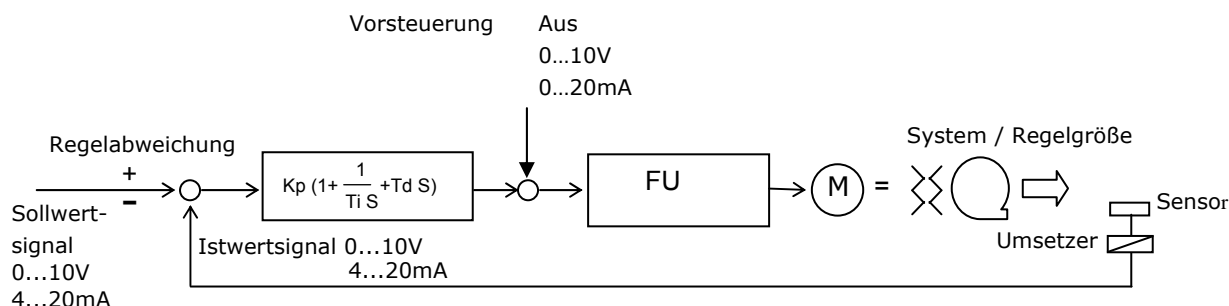 Vorsteuerung Aus
0...10V
0...20mA
Regelabweichung
+
-
Sollwert-
signal
0...10V
4...20mA
Kp (1+ 1/Ti S +Td S)
FU
M =
System / Regelgröße
Sensor
Umsetzer
Istwertsignal 0...10V
4...20mA